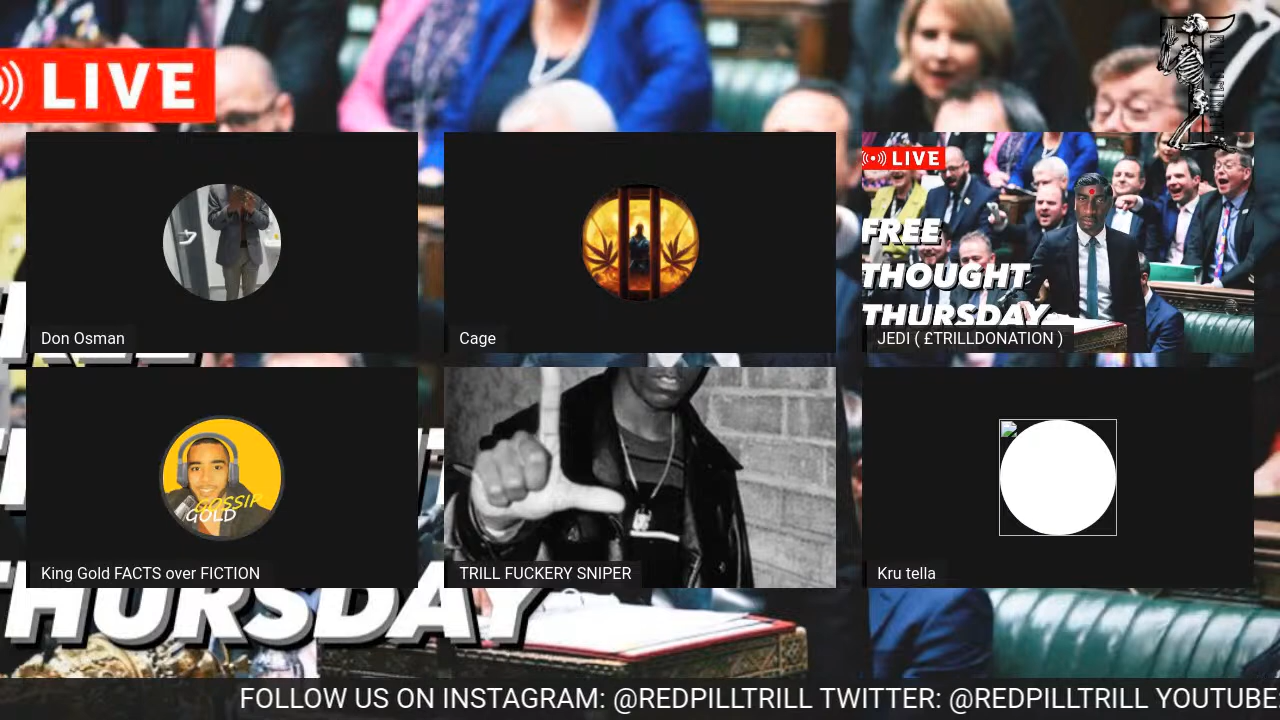 LIVE
Don Osman
Cage
LIVE
FREE
THOUGHT
THURSDAY
JEDI ( £TRILLDONATION )
GOSSIP
GOLD
King Gold FACTS over FICTION
TRILL FUCKERY SNIPER
Kru tella
THURSDAY
FOLLOW US ON INSTAGRAM: @REDPILLTRILL TWITTER: @REDPILLTRILL YOUTUBE: